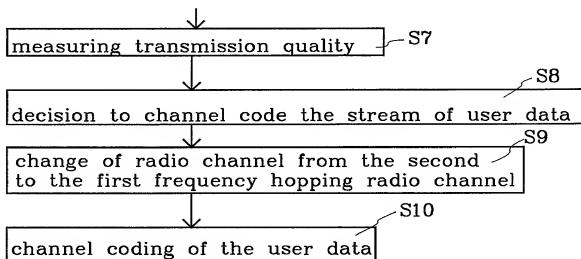 S7
measuring transmission quality
S8
decision to channel code the stream of user data
S9
change of radio channel from the second
to the first frequency hopping radio channel
S10
channel coding of the user data